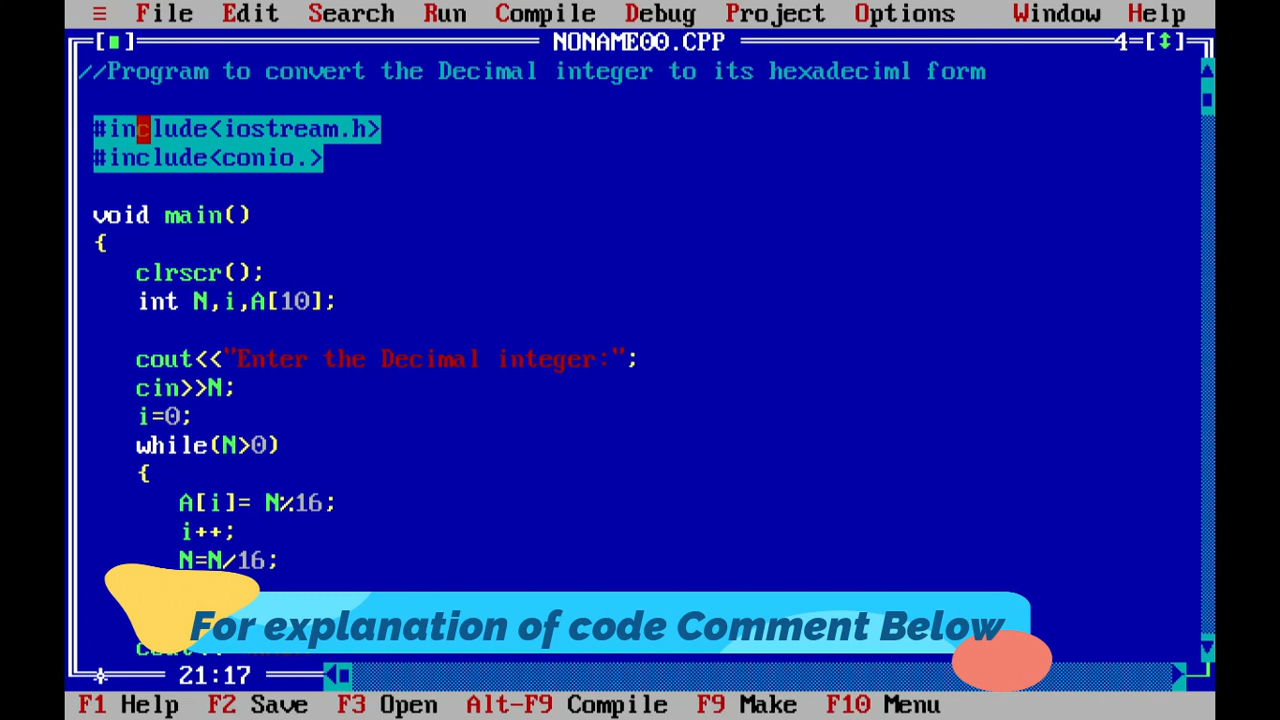 ≡ File Edit Search Run Compile Debug Project Options Window Help
[■] NONAME00.CPP 4=[↕]
//Program to convert the Decimal integer to its hexadeciml form
#include<iostream.h>
#include<conio.>
void main()
{
clrscr();
int N,i,A[10];
cout<<"Enter the Decimal integer:";
cin>>N;
i=0;
while(N>0)
{
A[i]= N%16;
i++;
N=N/16;
For explanation of code Comment Below
21:17
F1 Help F2 Save F3 Open Alt-F9 Compile F9 Make F10 Menu